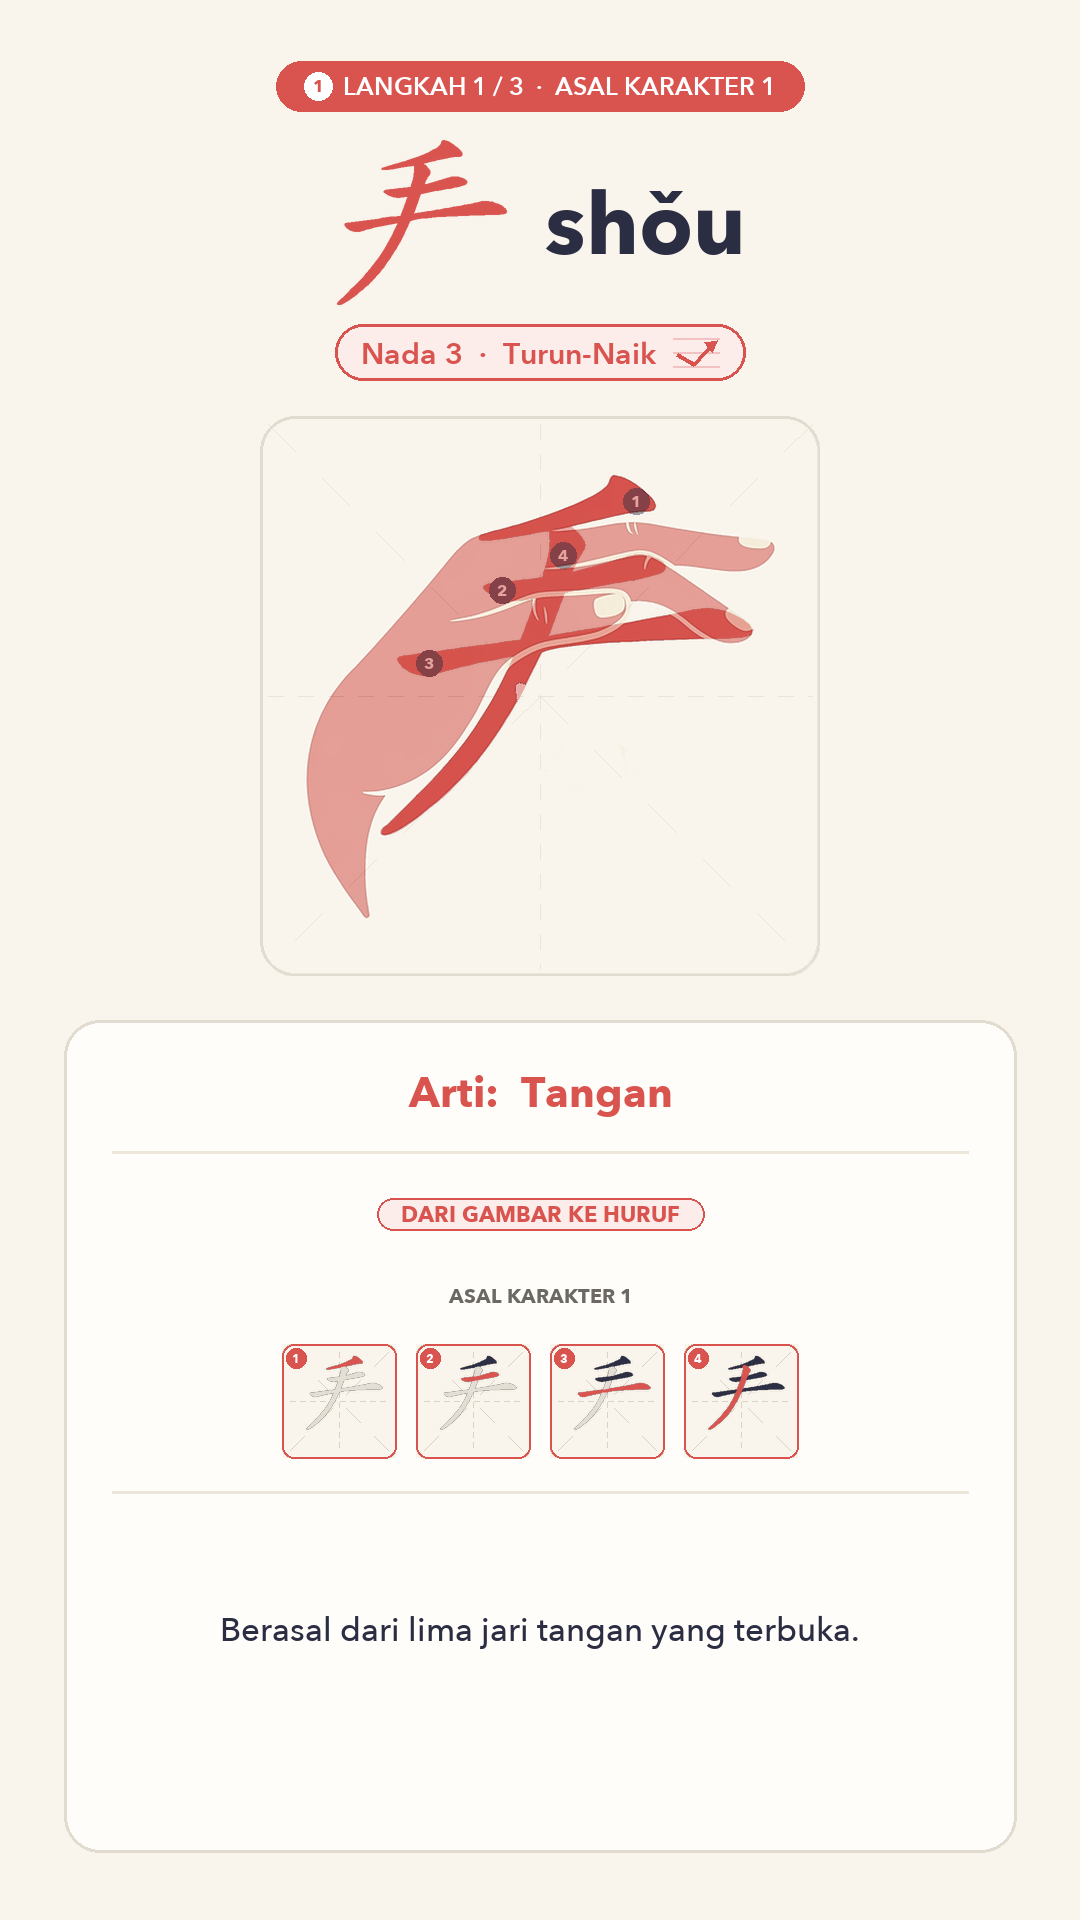 1 LANGKAH 1 / 3 · ASAL KARAKTER 1
龵 shǒu
Nada 3 · Turun-Naik
1
4
2
3
Arti: Tangan
DARI GAMBAR KE HURUF
ASAL KARAKTER 1
1 2 3 4
Berasal dari lima jari tangan yang terbuka.